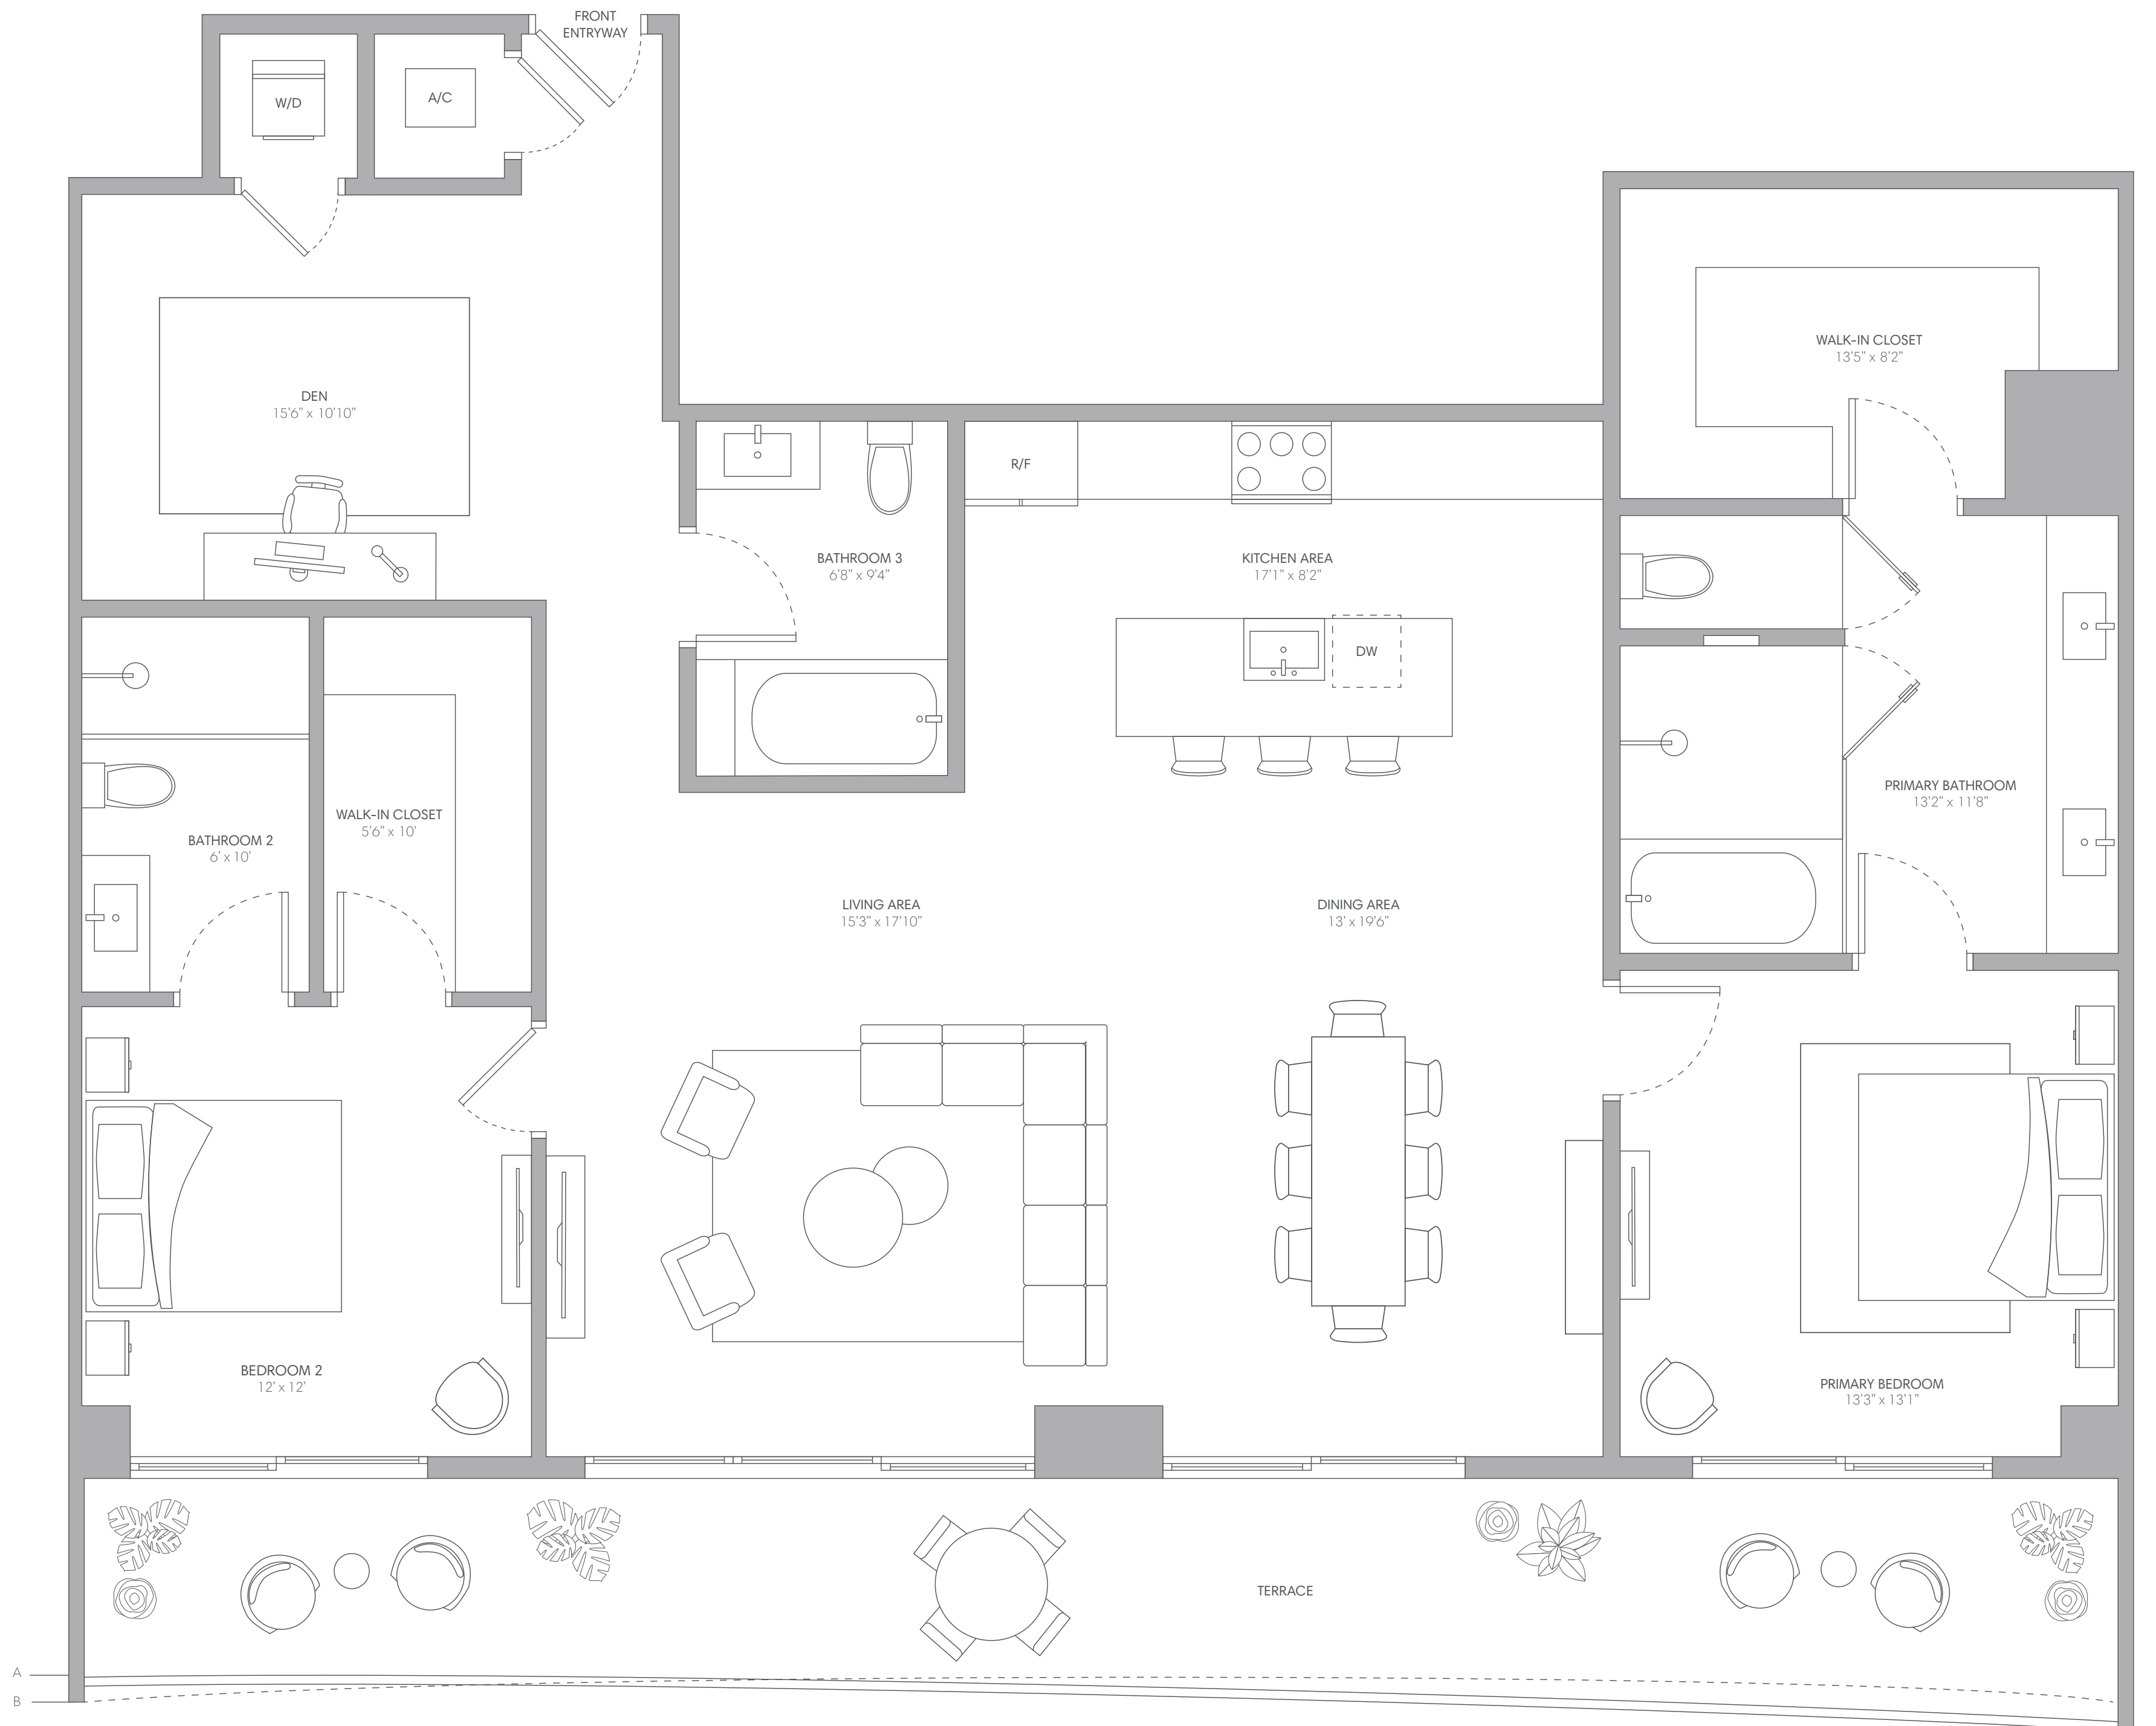 FRONT
ENTRYWAY
W/D
A/C
WALK-IN CLOSET
13'5" x 8'2"
DEN
15'6" x 10'10"
R/F
BATHROOM 3
6'8" x 9'4"
KITCHEN AREA
17'1" x 8'2"
DW
PRIMARY BATHROOM
13'2" x 11'8"
WALK-IN CLOSET
5'6" x 10'
BATHROOM 2
6' x 10'
LIVING AREA
15'3" x 17'10"
DINING AREA
13' x 19'6"
BEDROOM 2
12' x 12'
PRIMARY BEDROOM
13'3" x 13'1"
TERRACE
A
B